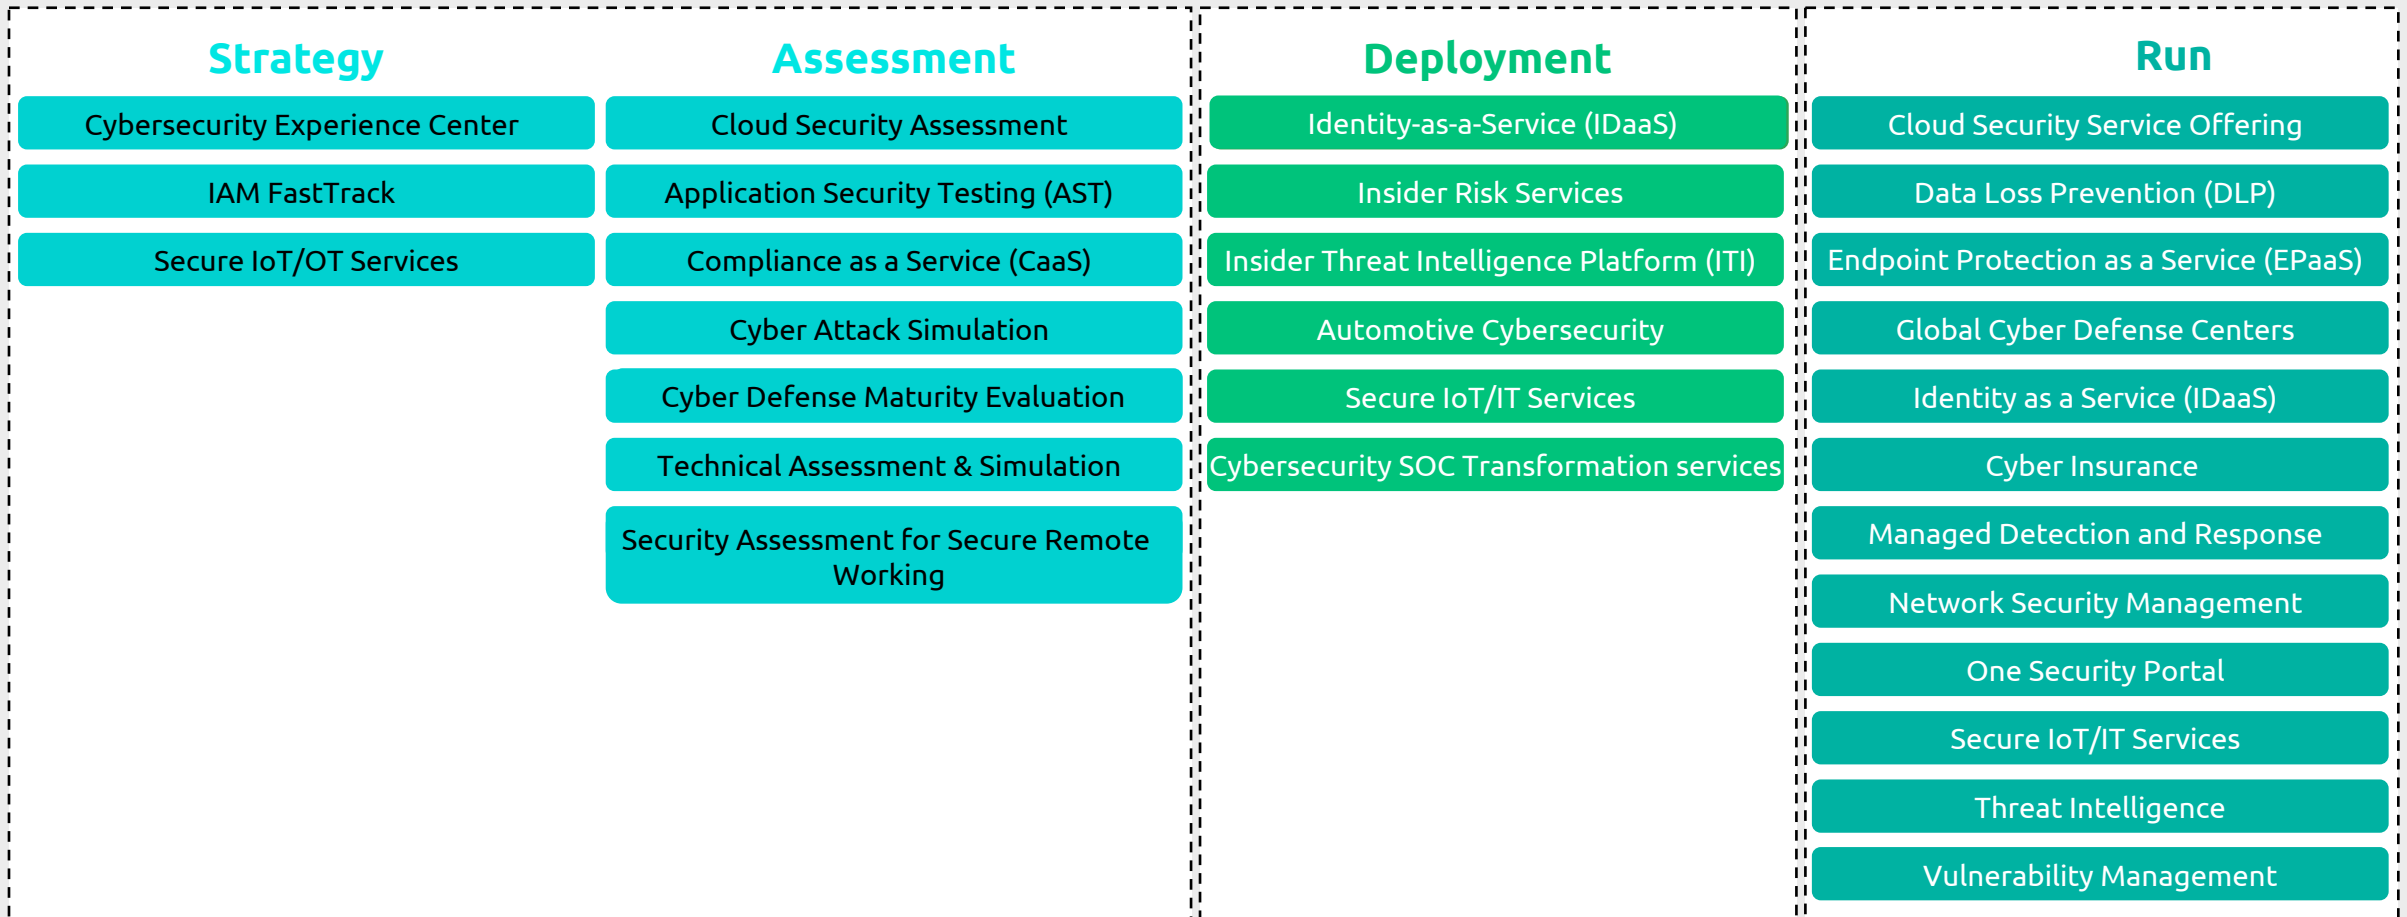 Strategy
Cybersecurity Experience Center
IAM FastTrack
Secure IoT/OT Services
Assessment
Cloud Security Assessment
Application Security Testing (AST)
Compliance as a Service (CaaS)
Cyber Attack Simulation
Cyber Defense Maturity Evaluation
Technical Assessment & Simulation
Security Assessment for Secure Remote
Working
Deployment
Identity-as-a-Service (IDaaS)
Insider Risk Services
Insider Threat Intelligence Platform (ITI)
Automotive Cybersecurity
Secure IoT/IT Services
Cybersecurity SOC Transformation services
Run
Cloud Security Service Offering
Data Loss Prevention (DLP)
Endpoint Protection as a Service (EPaaS)
Global Cyber Defense Centers
Identity as a Service (IDaaS)
Cyber Insurance
Managed Detection and Response
Network Security Management
One Security Portal
Secure IoT/IT Services
Threat Intelligence
Vulnerability Management